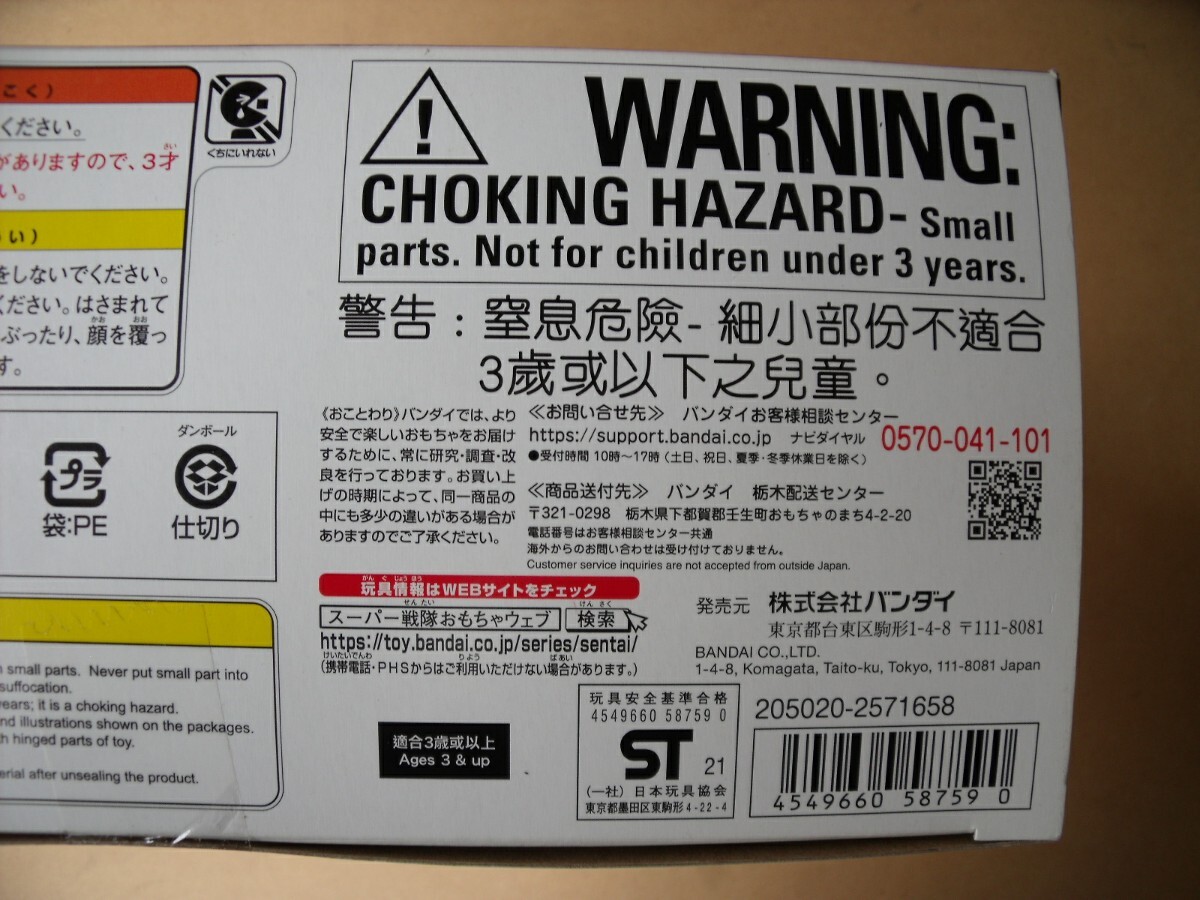 こく）
ください。
がありますので、3才
い。
うい）
をしないでください。
ください。はさまれて
ぶったり、顔を覆っ
す。
くちにいれない
WARNING:
CHOKING HAZARD- Small
parts. Not for children under 3 years.
警告：窒息危險-細小部份不適合
3歲或以下之兒童。
プラ
袋:PE
ダンボール
仕切り
《おことわり》バンダイでは、より
安全で楽しいおもちゃをお届け
するために、常に研究・調査・改
良を行っております。お買い上
げの時期によって、同一商品の
中にも多少の違いがある場合が
ありますのでご了承ください。
≪お問い合せ先≫ バンダイお客様相談センター
https://support.bandai.co.jp ナビダイヤル 0570-041-101
●受付時間 10時〜17時（土日、祝日、夏季・冬季休業日を除く）
≪商品送付先≫ バンダイ 栃木配送センター
〒321-0298 栃木県下都賀郡壬生町おもちゃのまち4-2-20
電話番号はお客様相談センター共通
海外からのお問い合わせは受け付けておりません。
Customer service inquiries are not accepted from outside Japan.
玩具情報はWEBサイトをチェック
スーパー戦隊おもちゃウェブ 検索
https://toy.bandai.co.jp/series/sentai/
（携帯電話・PHSからはご利用いただけない場合があります。）
発売元 株式会社バンダイ
東京都台東区駒形1-4-8 〒111-8081
BANDAI CO.,LTD.
1-4-8, Komagata, Taito-ku, Tokyo, 111-8081 Japan
small parts. Never put small part into
suffocation.
ears; it is a choking hazard.
nd illustrations shown on the packages.
h hinged parts of toy.
erial after unsealing the product.
適合3歲或以上
Ages 3 & up
玩具安全基準合格
4549660 58759 0
ST 21
（一社）日本玩具協会
東京都墨田区東駒形4-22-4
205020-2571658
4549660 587590